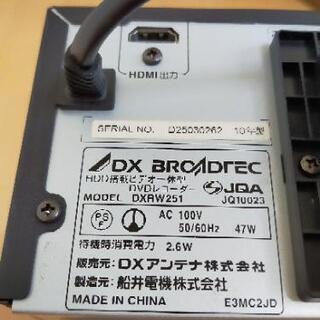 HDMI出力
SERIAL NO. D25030262 10年製
DX BROADTEC
HDD搭載ビデオ一体型
DVDレコーダー
JQA
MODEL DXRW251
JQ10023
PS
E
AC 100V
50/60Hz 47W
待機時消費電力 2.6W
販売元: DXアンテナ株式会社
製造元: 船井電機株式会社
MADE IN CHINA
E3MC2JD